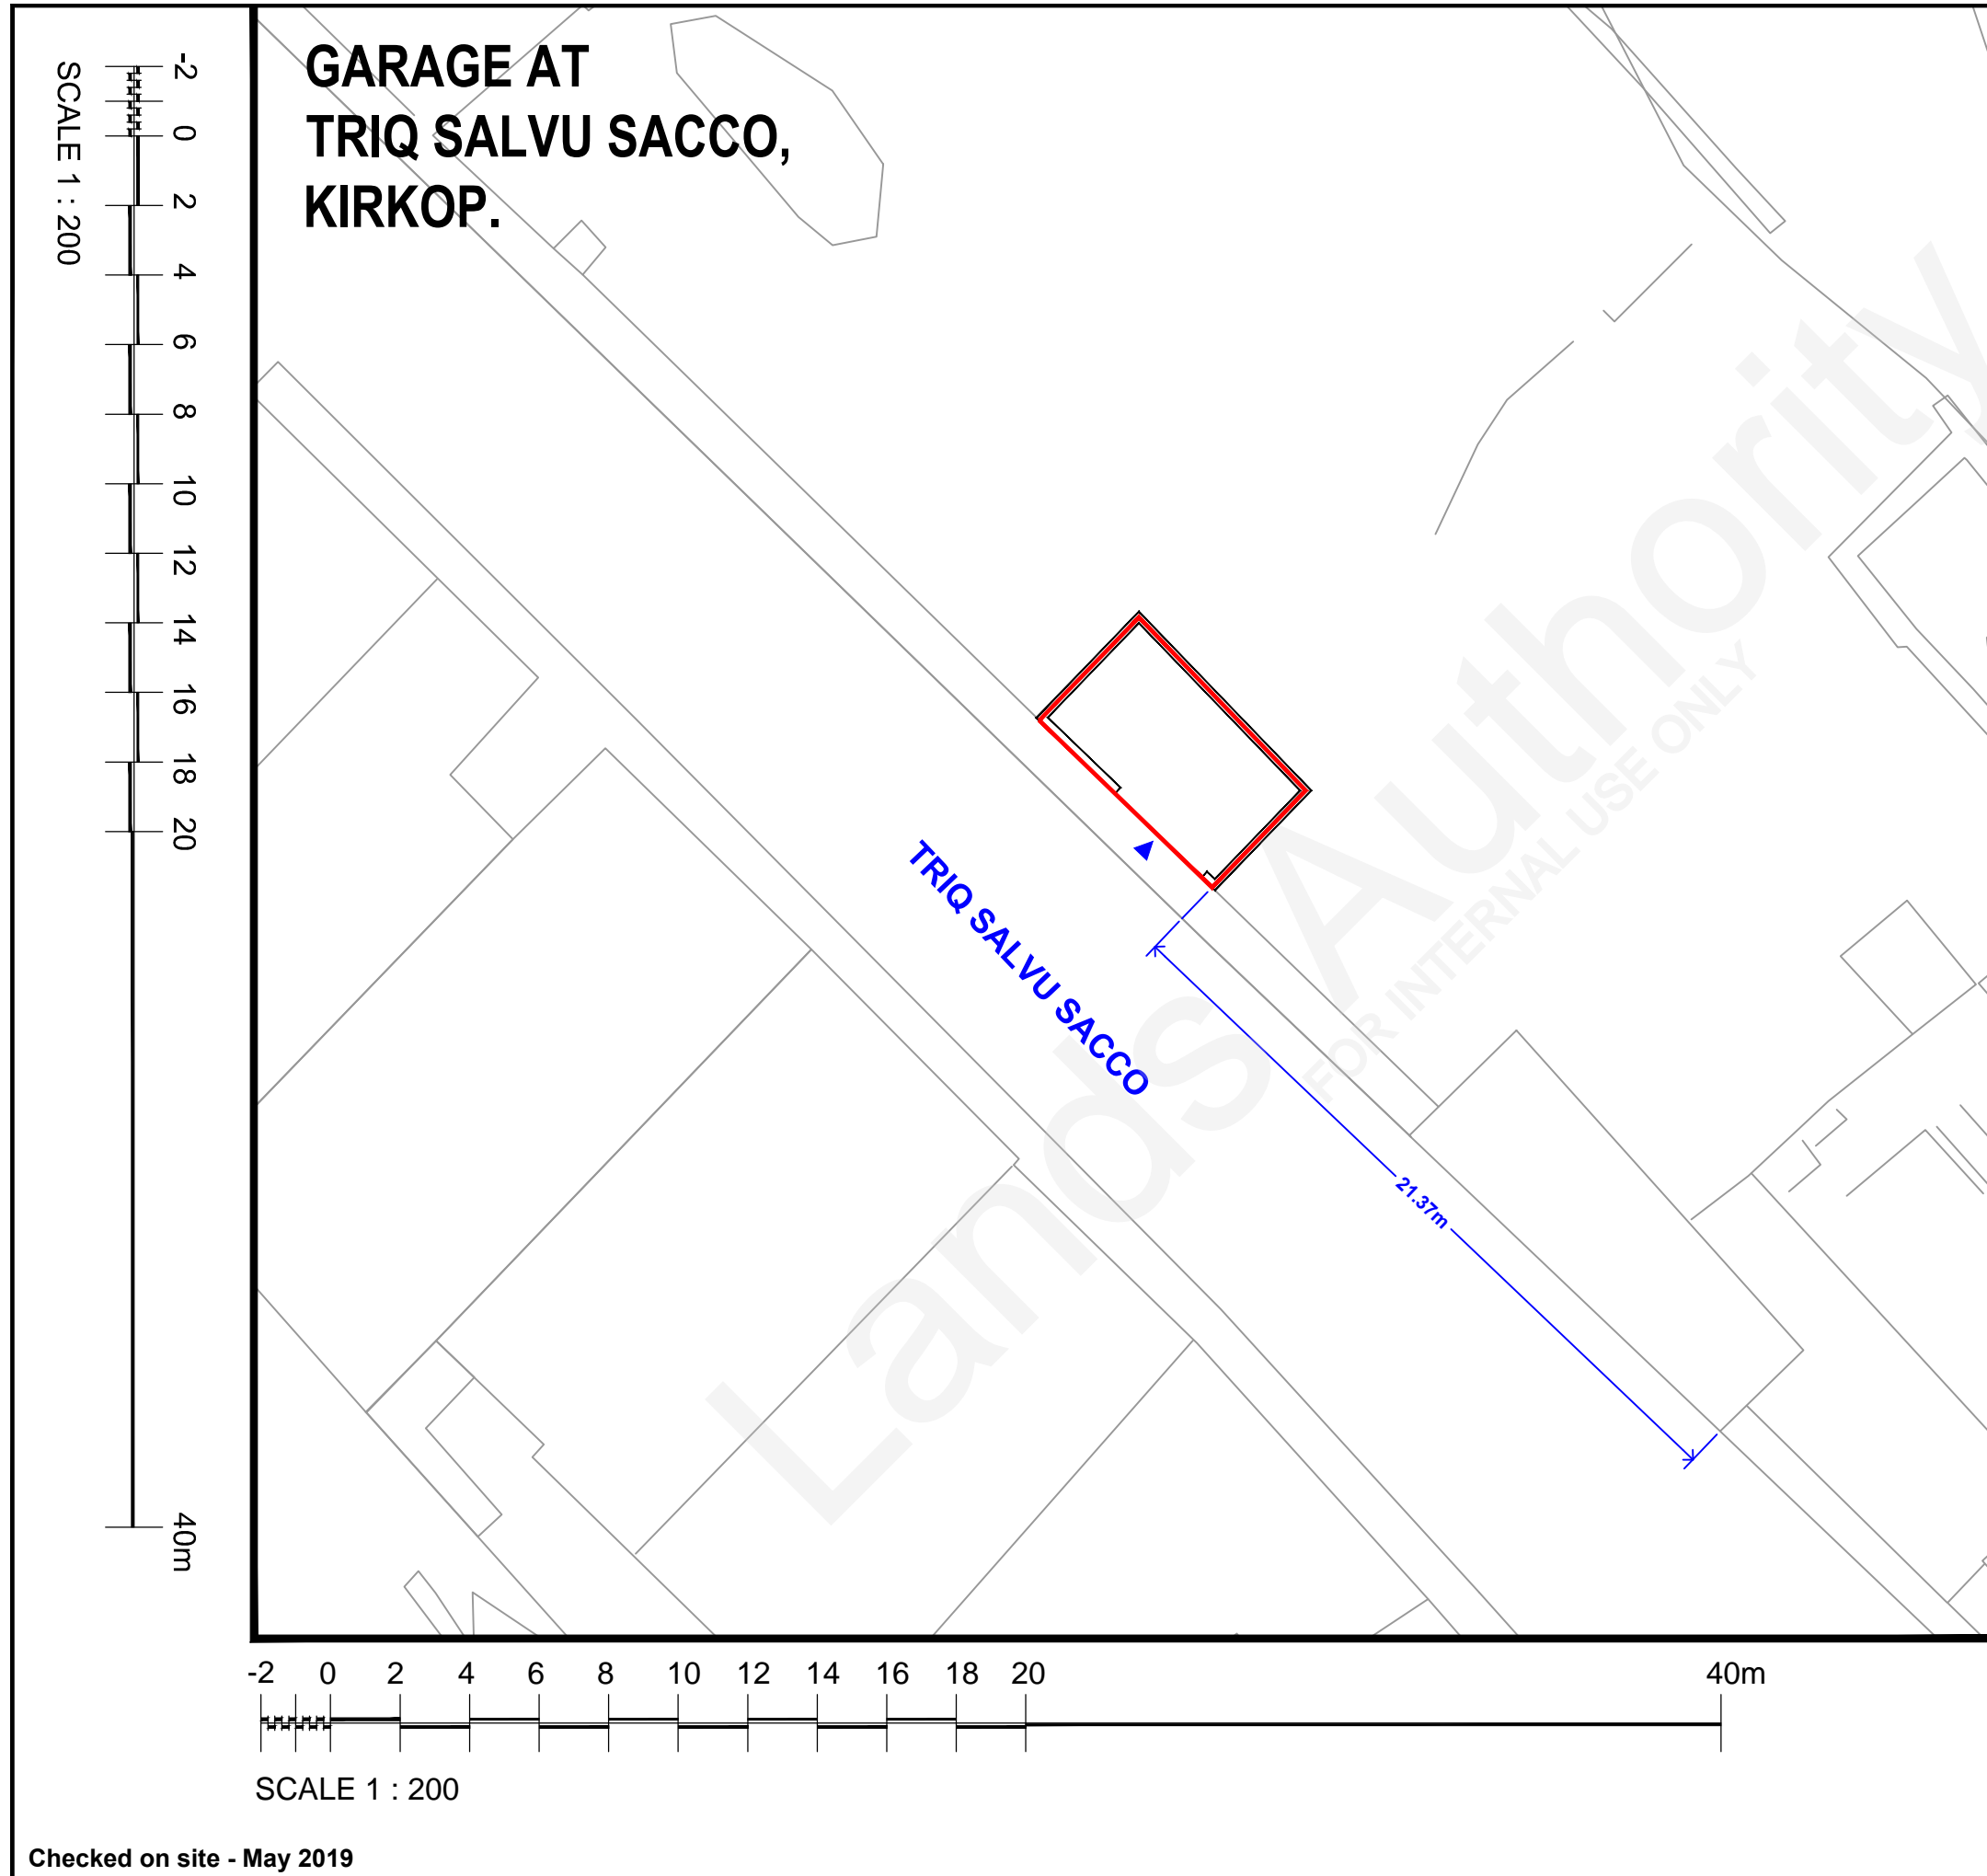 GARAGE AT
TRIQ SALVU SACCO,
KIRKOP.
SCALE 1 : 200
-2 0 2 4 6 8 10 12 14 16 18 20 40m
TRIQ SALVU SACCO
21.37m
Lands Authority
FOR INTERNAL USE ONLY
-2 0 2 4 6 8 10 12 14 16 18 20 40m
SCALE 1 : 200
Checked on site - May 2019